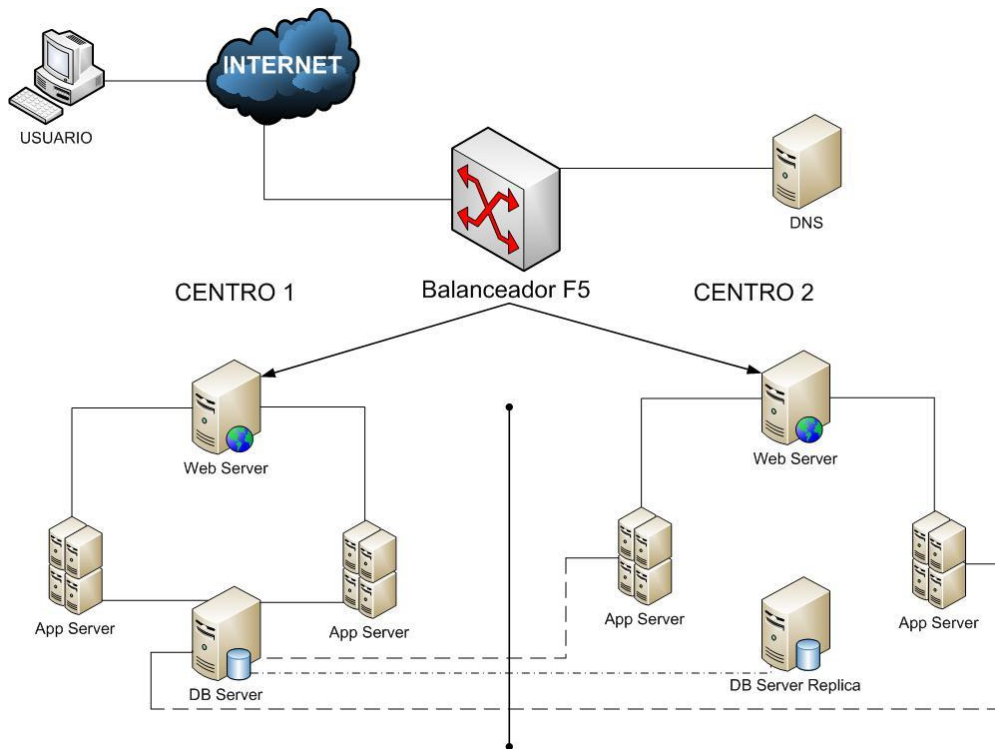 INTERNET
USUARIO
DNS
CENTRO 1
Balanceador F5
CENTRO 2
Web Server
Web Server
App Server
App Server
DB Server
App Server
DB Server Replica
App Server